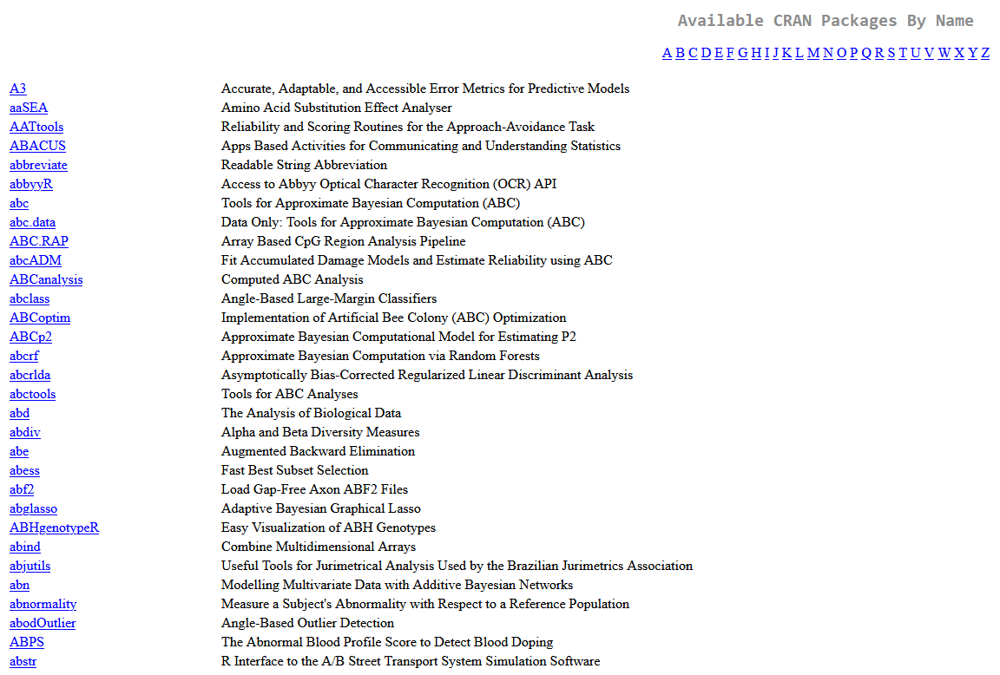 Available CRAN Packages By Name
A B C D E F G H I J K L M N O P Q R S T U V W X Y Z
A3 Accurate, Adaptable, and Accessible Error Metrics for Predictive Models
aaSEA Amino Acid Substitution Effect Analyser
AATtools Reliability and Scoring Routines for the Approach-Avoidance Task
ABACUS Apps Based Activities for Communicating and Understanding Statistics
abbreviate Readable String Abbreviation
abbyyR Access to Abbyy Optical Character Recognition (OCR) API
abc Tools for Approximate Bayesian Computation (ABC)
abc.data Data Only: Tools for Approximate Bayesian Computation (ABC)
ABC.RAP Array Based CpG Region Analysis Pipeline
abcADM Fit Accumulated Damage Models and Estimate Reliability using ABC
ABCanalysis Computed ABC Analysis
abclass Angle-Based Large-Margin Classifiers
ABCoptim Implementation of Artificial Bee Colony (ABC) Optimization
ABCp2 Approximate Bayesian Computational Model for Estimating P2
abcrf Approximate Bayesian Computation via Random Forests
abcrlda Asymptotically Bias-Corrected Regularized Linear Discriminant Analysis
abctools Tools for ABC Analyses
abd The Analysis of Biological Data
abdiv Alpha and Beta Diversity Measures
abe Augmented Backward Elimination
abess Fast Best Subset Selection
abf2 Load Gap-Free Axon ABF2 Files
abglasso Adaptive Bayesian Graphical Lasso
ABHgenotypeR Easy Visualization of ABH Genotypes
abind Combine Multidimensional Arrays
abjutils Useful Tools for Jurimetrical Analysis Used by the Brazilian Jurimetrics Association
abn Modelling Multivariate Data with Additive Bayesian Networks
abnormality Measure a Subject's Abnormality with Respect to a Reference Population
abodOutlier Angle-Based Outlier Detection
ABPS The Abnormal Blood Profile Score to Detect Blood Doping
abstr R Interface to the A/B Street Transport System Simulation Software